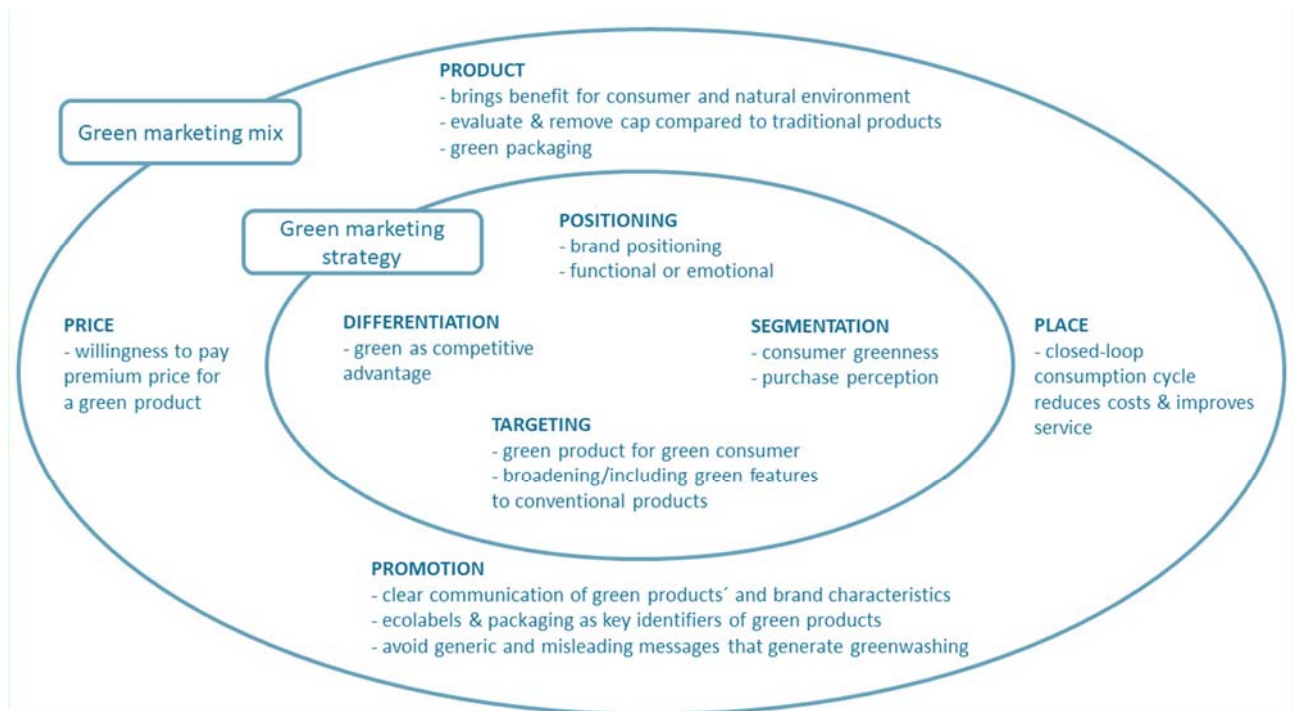 PRODUCT
- brings benefit for consumer and natural environment
- evaluate & remove cap compared to traditional products
- green packaging
Green marketing mix
Green marketing
strategy
POSITIONING
- brand positioning
- functional or emotional
PRICE
- willingness to pay
premium price for
a green product
DIFFERENTIATION
- green as competitive
advantage
SEGMENTATION
- consumer greenness
- purchase perception
PLACE
- closed-loop
consumption cycle
reduces costs & improves
service
TARGETING
- green product for green consumer
- broadening/including green features
to conventional products
PROMOTION
- clear communication of green products´ and brand characteristics
- ecolabels & packaging as key identifiers of green products
- avoid generic and misleading messages that generate greenwashing